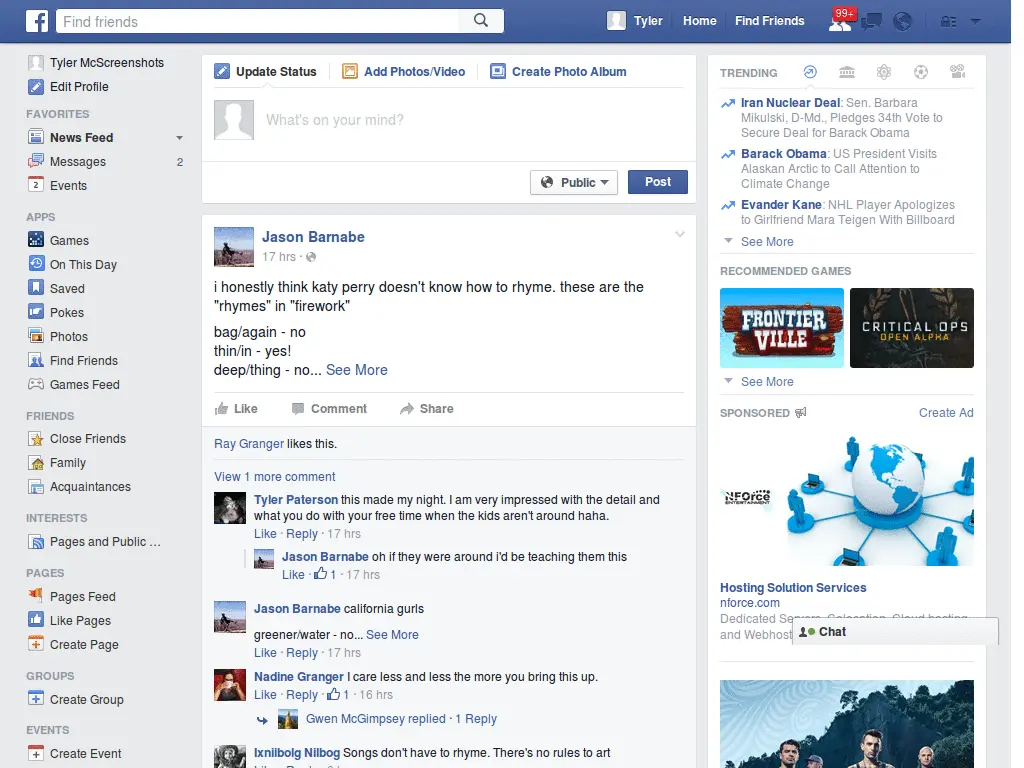 Find friends
Tyler
Home
Find Friends
99+
Tyler McScreenshots
Edit Profile
FAVORITES
News Feed
Messages 2
2 Events
APPS
Games
On This Day
Saved
Pokes
Photos
Find Friends
Games Feed
FRIENDS
Close Friends
Family
Acquaintances
INTERESTS
Pages and Public ...
PAGES
Pages Feed
Like Pages
Create Page
GROUPS
Create Group
EVENTS
Create Event
Update Status
Add Photos/Video
Create Photo Album
What's on your mind?
Public
Post
Jason Barnabe
17 hrs ·
i honestly think katy perry doesn't know how to rhyme. these are the
"rhymes" in "firework"
bag/again - no
thin/in - yes!
deep/thing - no... See More
Like
Comment
Share
Ray Granger likes this.
View 1 more comment
Tyler Paterson this made my night. I am very impressed with the detail and
what you do with your free time when the kids aren't around haha.
Like · Reply · 17 hrs
Jason Barnabe oh if they were around i'd be teaching them this
Like · 1 · 17 hrs
Jason Barnabe california gurls
greener/water - no... See More
Like · Reply · 17 hrs
Nadine Granger I care less and less the more you bring this up.
Like · Reply · 1 · 16 hrs
Gwen McGimpsey replied · 1 Reply
Ixniibolg Nilbog Songs don't have to rhyme. There's no rules to art
TRENDING
Iran Nuclear Deal: Sen. Barbara
Mikulski, D-Md., Pledges 34th Vote to
Secure Deal for Barack Obama
Barack Obama: US President Visits
Alaskan Arctic to Call Attention to
Climate Change
Evander Kane: NHL Player Apologizes
to Girlfriend Mara Teigen With Billboard
See More
RECOMMENDED GAMES
FRONTIER
VILLE
CRITICAL OPS
OPEN ALPHA
See More
SPONSORED
Create Ad
NFOrce
ENTERTAINMENT
Hosting Solution Services
nforce.com
Dedicated
and Webhost
Chat